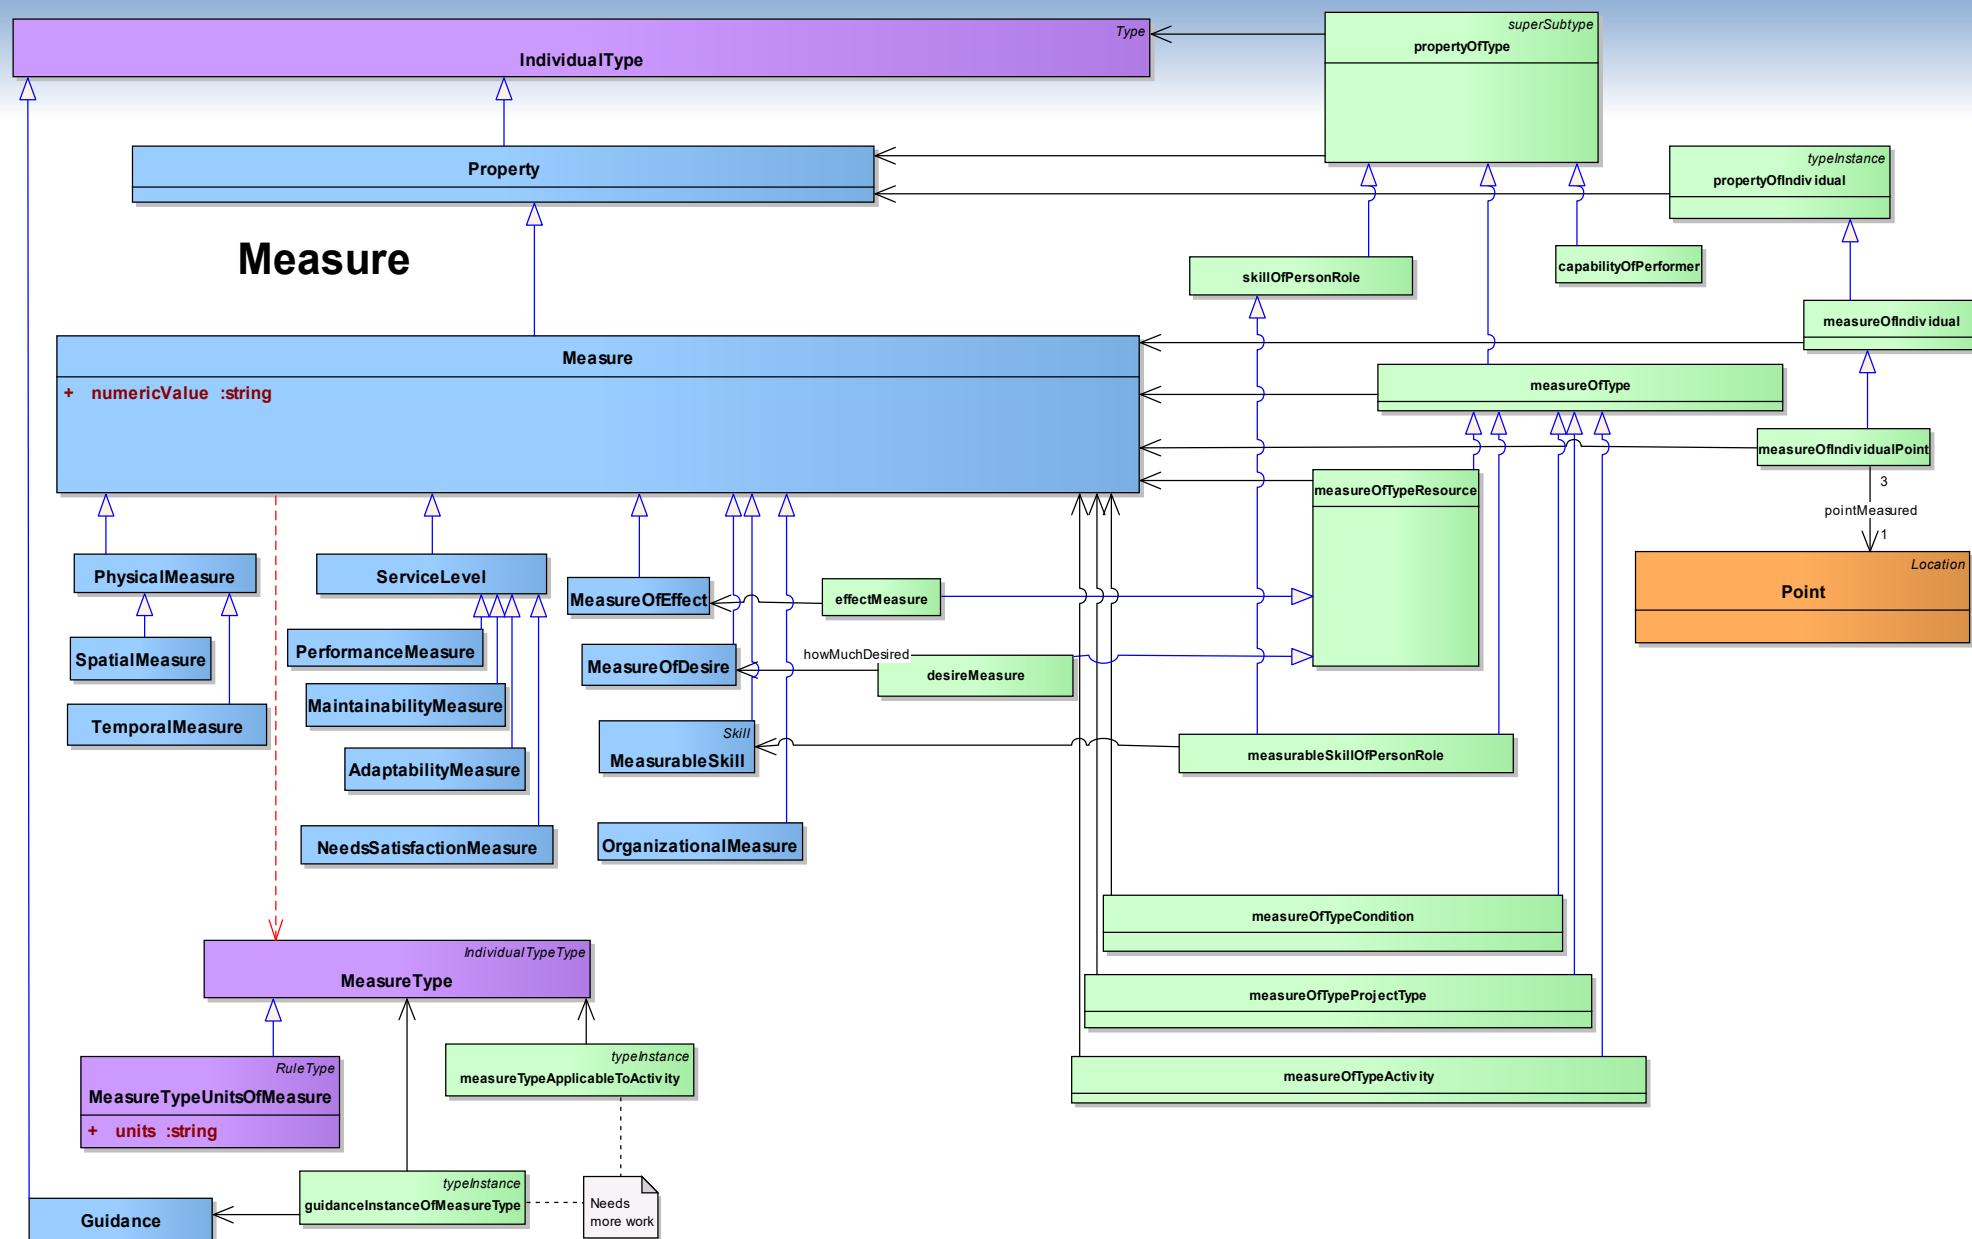 Type
IndividualType
superSubtype
propertyOfType
Property
typeInstance
propertyOfIndividual
Measure
skillOfPersonRole
capabilityOfPerformer
measureOfIndividual
Measure
+ numericValue :string
measureOfType
measureOfIndividualPoint
measureOfTypeResource
3
pointMeasured
1
Location
Point
PhysicalMeasure
ServiceLevel
MeasureOfEffect
effectMeasure
SpatialMeasure
PerformanceMeasure
MeasureOfDesire
howMuchDesired
desireMeasure
TemporalMeasure
MaintainabilityMeasure
Skill
MeasurableSkill
measurableSkillOfPersonRole
AdaptabilityMeasure
NeedsSatisfactionMeasure
OrganizationalMeasure
measureOfTypeCondition
IndividualTypeType
MeasureType
measureOfTypeProjectType
RuleType
MeasureTypeUnitsOfMeasure
+ units :string
typeInstance
measureTypeApplicableToActivity
measureOfTypeActivity
typeInstance
guidanceInstanceOfMeasureType
Needs
more work
Guidance